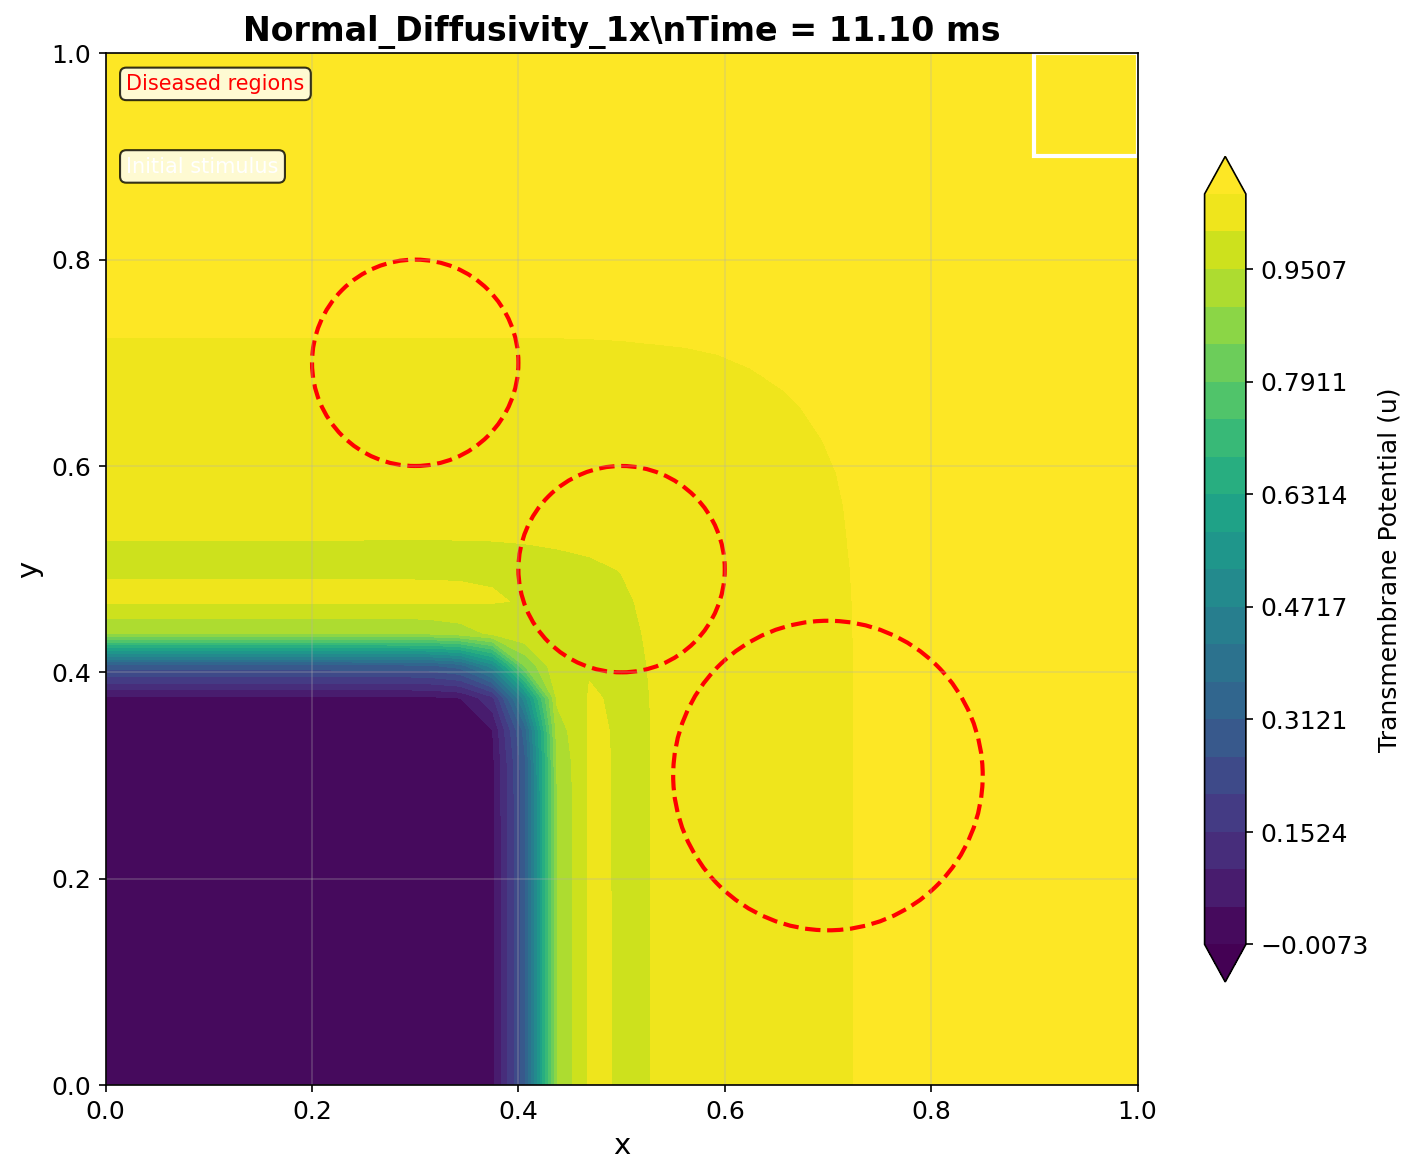 Normal_Diffusivity_1x\nTime = 11.10 ms
1.0
Diseased regions
Initial stimulus
0.8
0.6
0.4
0.2
0.0
y
0.0 0.2 0.4 0.6 0.8 1.0
x
0.9507
0.7911
0.6314
0.4717
0.3121
0.1524
−0.0073
Transmembrane Potential (u)